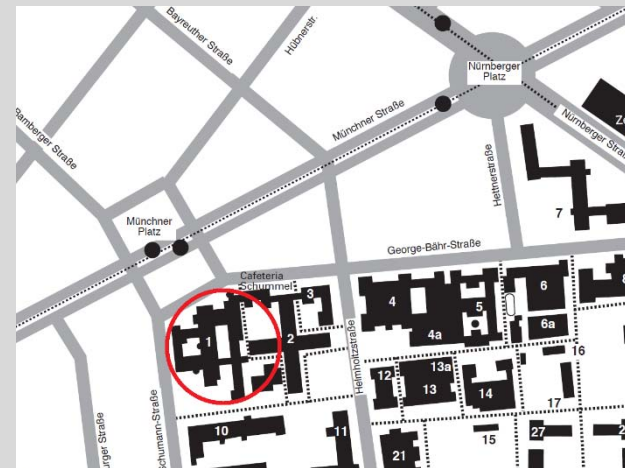 Bayreuther Straße
Hübnerstr.
Nürnberger
Platz
Münchner Straße
Bamberger Straße
Nürnberger
Hettnerstraße
7
Münchner
Platz
George-Bähr-Straße
Cafeteria
Schummel
3
4
5
6
1
2
4a
6a
Helmholtzstraße
16
12
13a
13
14
17
Schumann-Straße
10
11
15
27
21